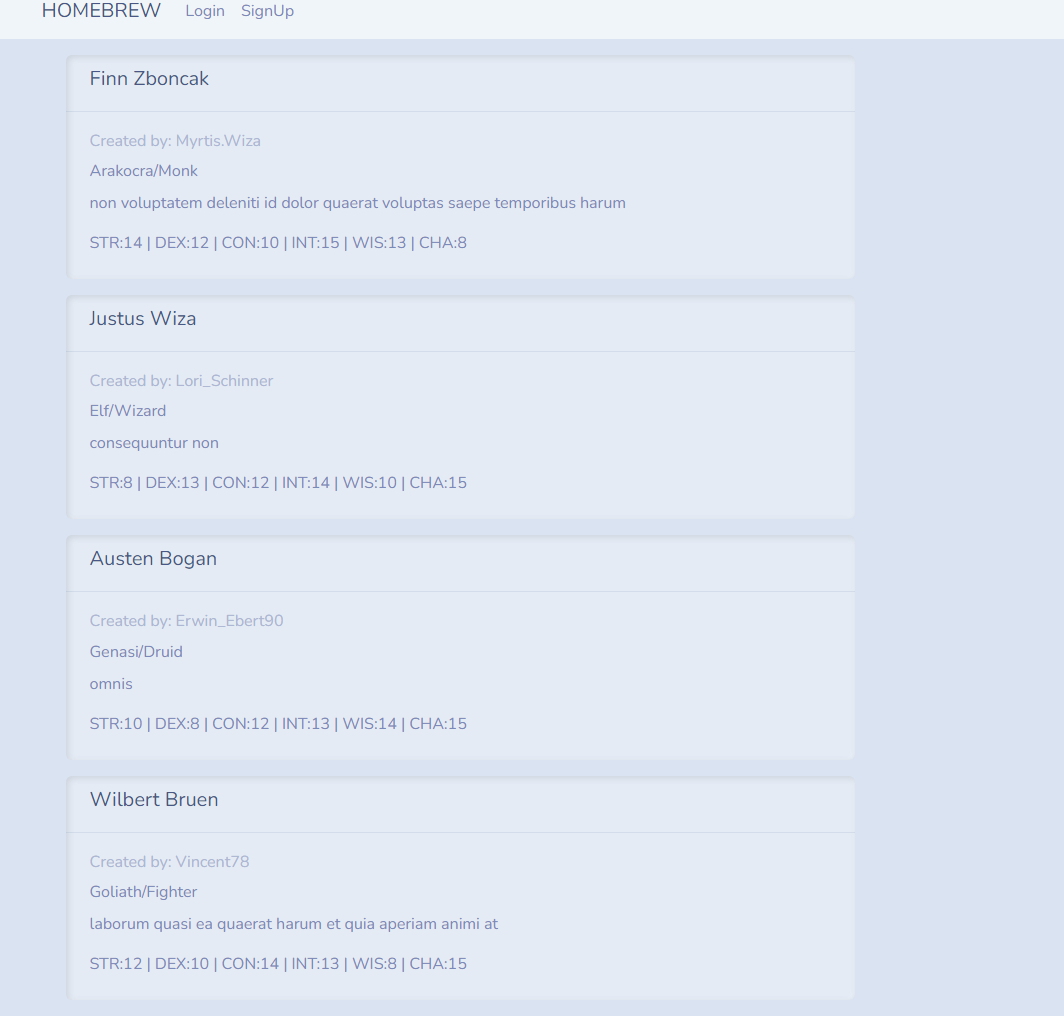 HOMEBREW Login SignUp
Finn Zboncak
Created by: Myrtis.Wiza
Arakocra/Monk
non voluptatem deleniti id dolor quaerat voluptas saepe temporibus harum
STR:14 | DEX:12 | CON:10 | INT:15 | WIS:13 | CHA:8
Justus Wiza
Created by: Lori_Schinner
Elf/Wizard
consequuntur non
STR:8 | DEX:13 | CON:12 | INT:14 | WIS:10 | CHA:15
Austen Bogan
Created by: Erwin_Ebert90
Genasi/Druid
omnis
STR:10 | DEX:8 | CON:12 | INT:13 | WIS:14 | CHA:15
Wilbert Bruen
Created by: Vincent78
Goliath/Fighter
laborum quasi ea quaerat harum et quia aperiam animi at
STR:12 | DEX:10 | CON:14 | INT:13 | WIS:8 | CHA:15